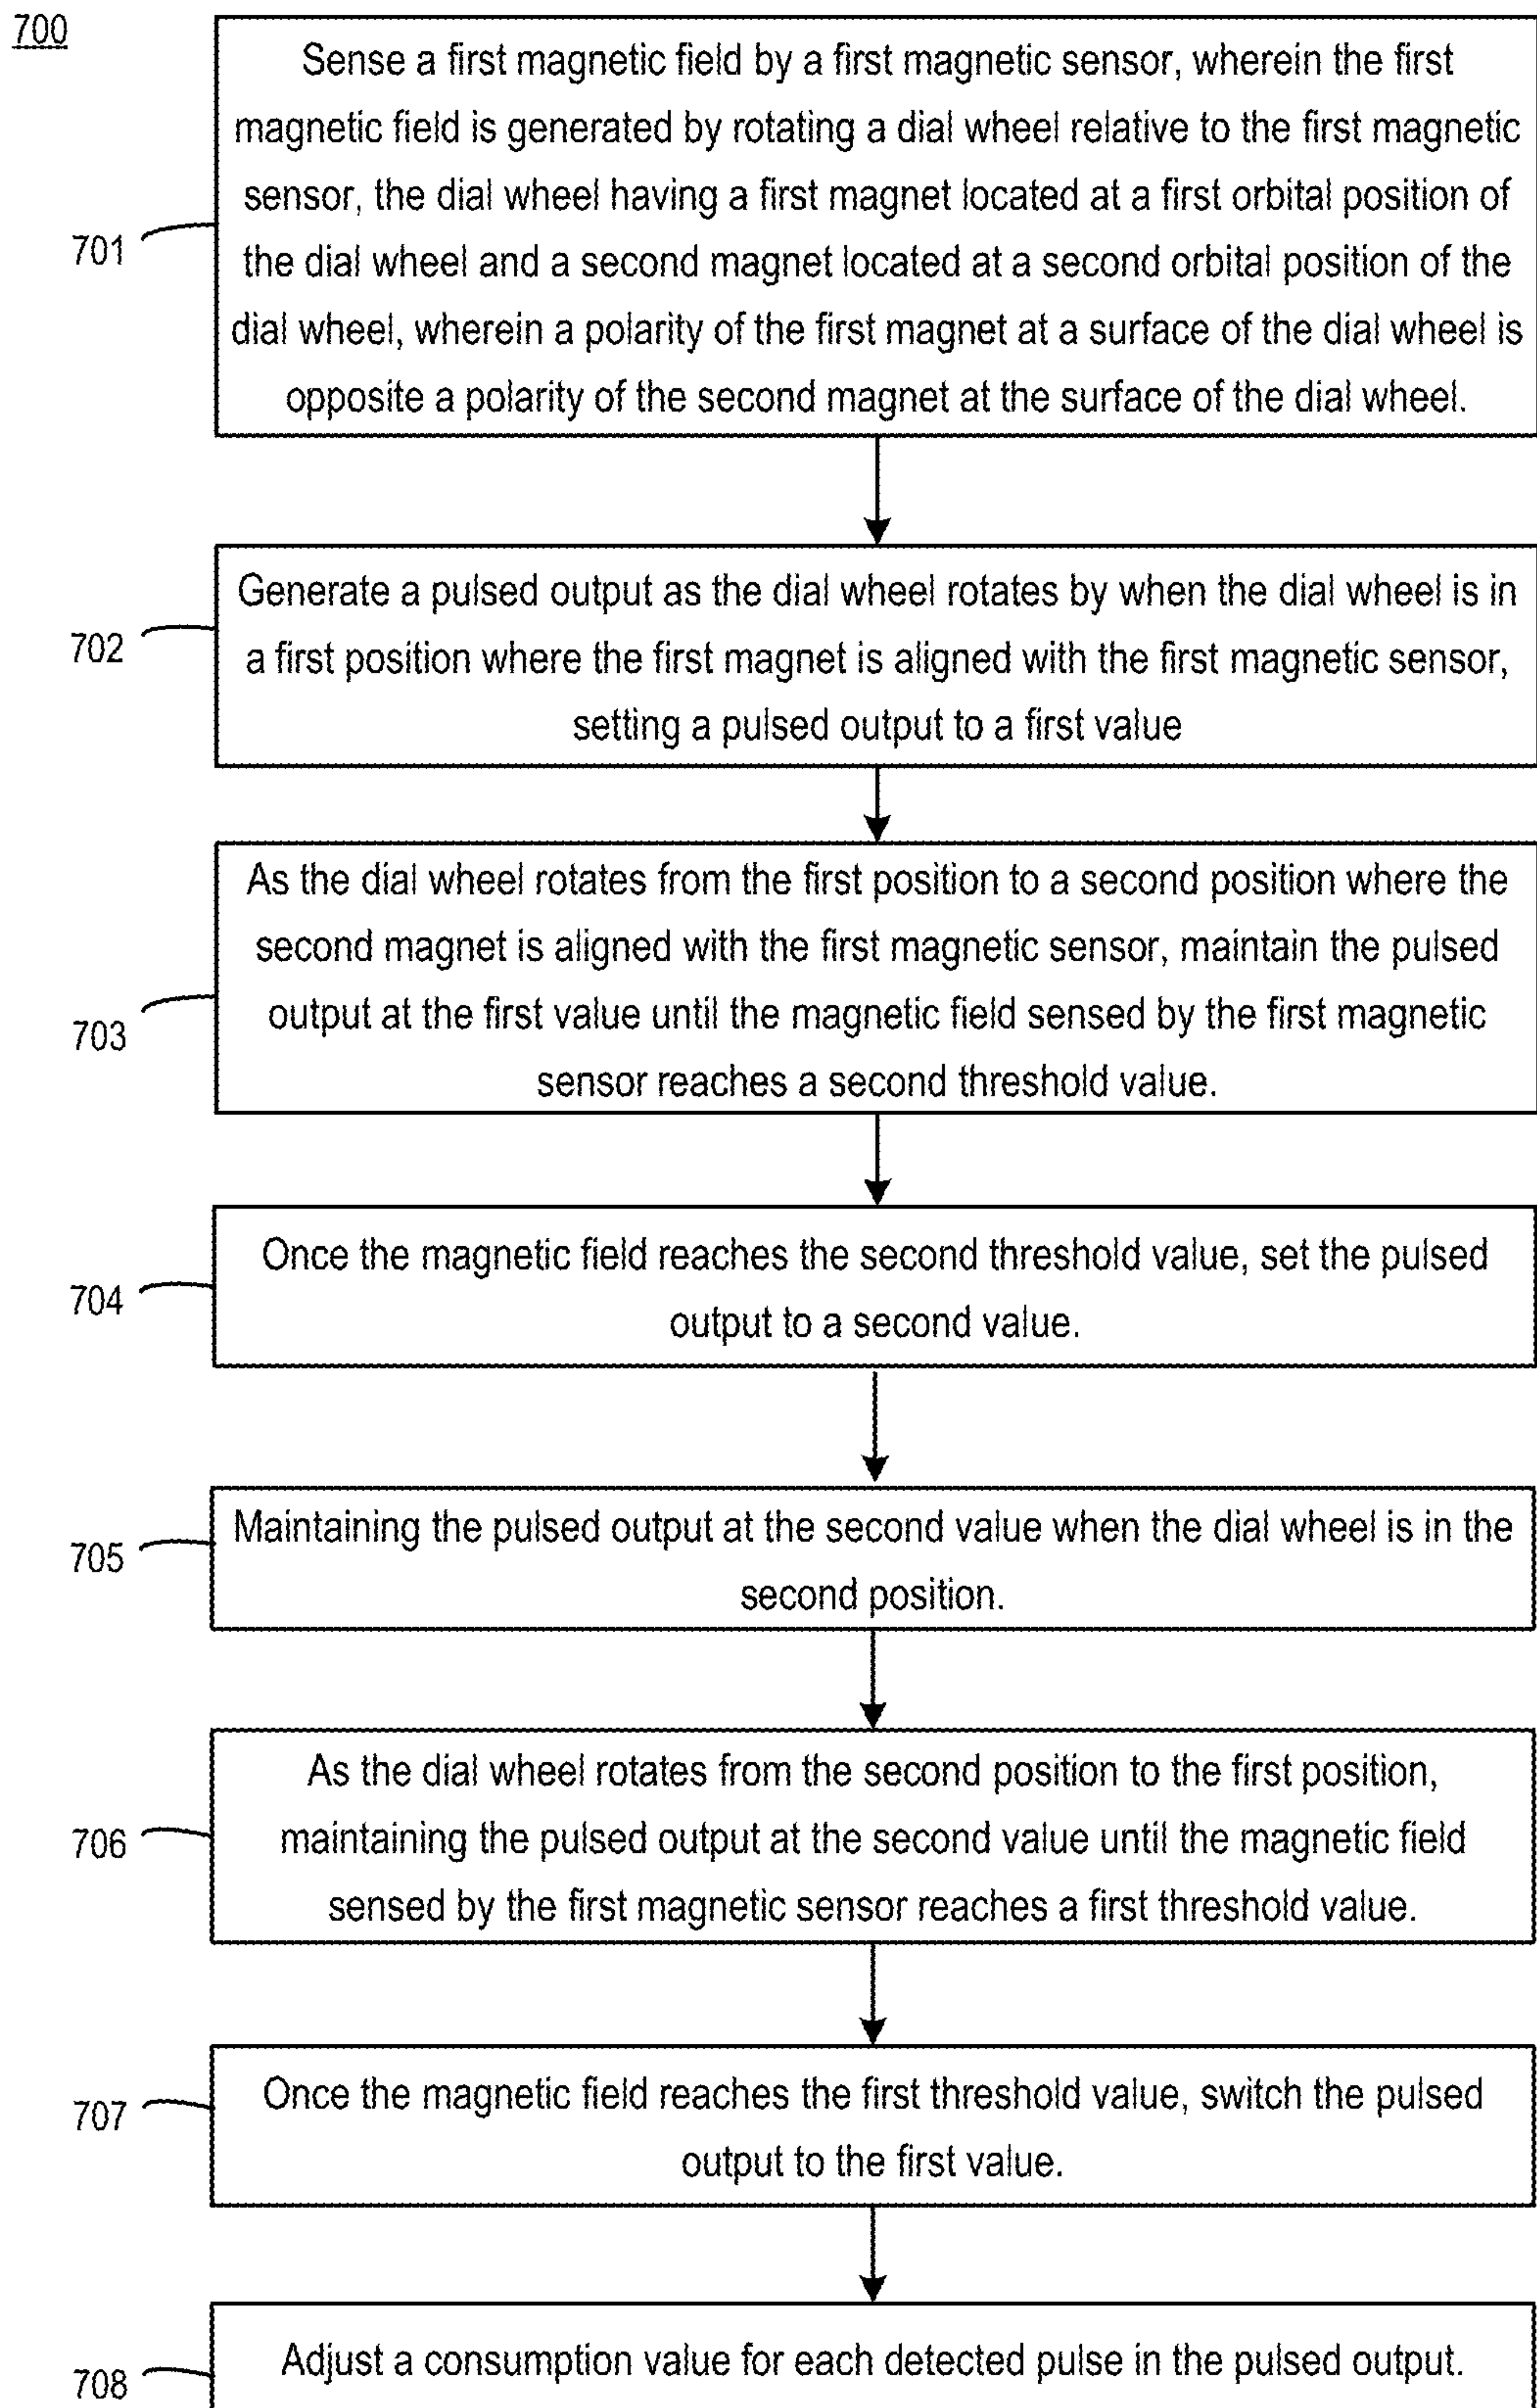 700
Sense a first magnetic field by a first magnetic sensor, wherein the first
magnetic field is generated by rotating a dial wheel relative to the first magnetic
sensor, the dial wheel having a first magnet located at a first orbital position of
the dial wheel and a second magnet located at a second orbital position of the
dial wheel, wherein a polarity of the first magnet at a surface of the dial wheel is
opposite a polarity of the second magnet at the surface of the dial wheel.
701
Generate a pulsed output as the dial wheel rotates by when the dial wheel is in
a first position where the first magnet is aligned with the first magnetic sensor,
setting a pulsed output to a first value
702
As the dial wheel rotates from the first position to a second position where the
second magnet is aligned with the first magnetic sensor, maintain the pulsed
output at the first value until the magnetic field sensed by the first magnetic
sensor reaches a second threshold value.
703
Once the magnetic field reaches the second threshold value, set the pulsed
output to a second value.
704
Maintaining the pulsed output at the second value when the dial wheel is in the
second position.
705
As the dial wheel rotates from the second position to the first position,
maintaining the pulsed output at the second value until the magnetic field
sensed by the first magnetic sensor reaches a first threshold value.
706
Once the magnetic field reaches the first threshold value, switch the pulsed
output to the first value.
707
Adjust a consumption value for each detected pulse in the pulsed output.
708